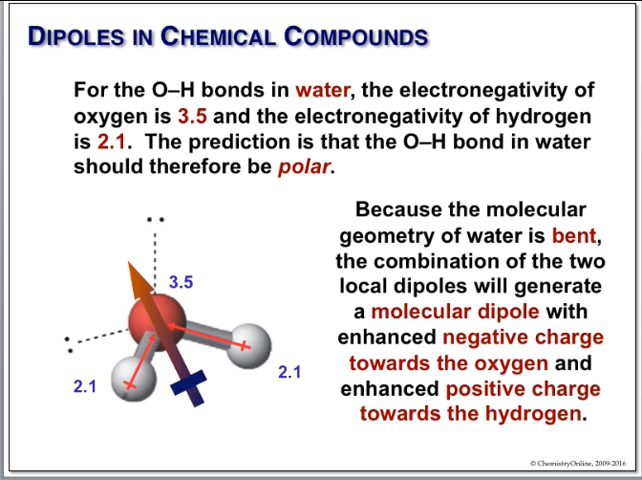 DIPOLES IN CHEMICAL COMPOUNDS
For the O–H bonds in water, the electronegativity of
oxygen is 3.5 and the electronegativity of hydrogen
is 2.1. The prediction is that the O–H bond in water
should therefore be polar.
3.5
2.1
2.1
Because the molecular
geometry of water is bent,
the combination of the two
local dipoles will generate
a molecular dipole with
enhanced negative charge
towards the oxygen and
enhanced positive charge
towards the hydrogen.
© ChemistryOnline, 2009-2016